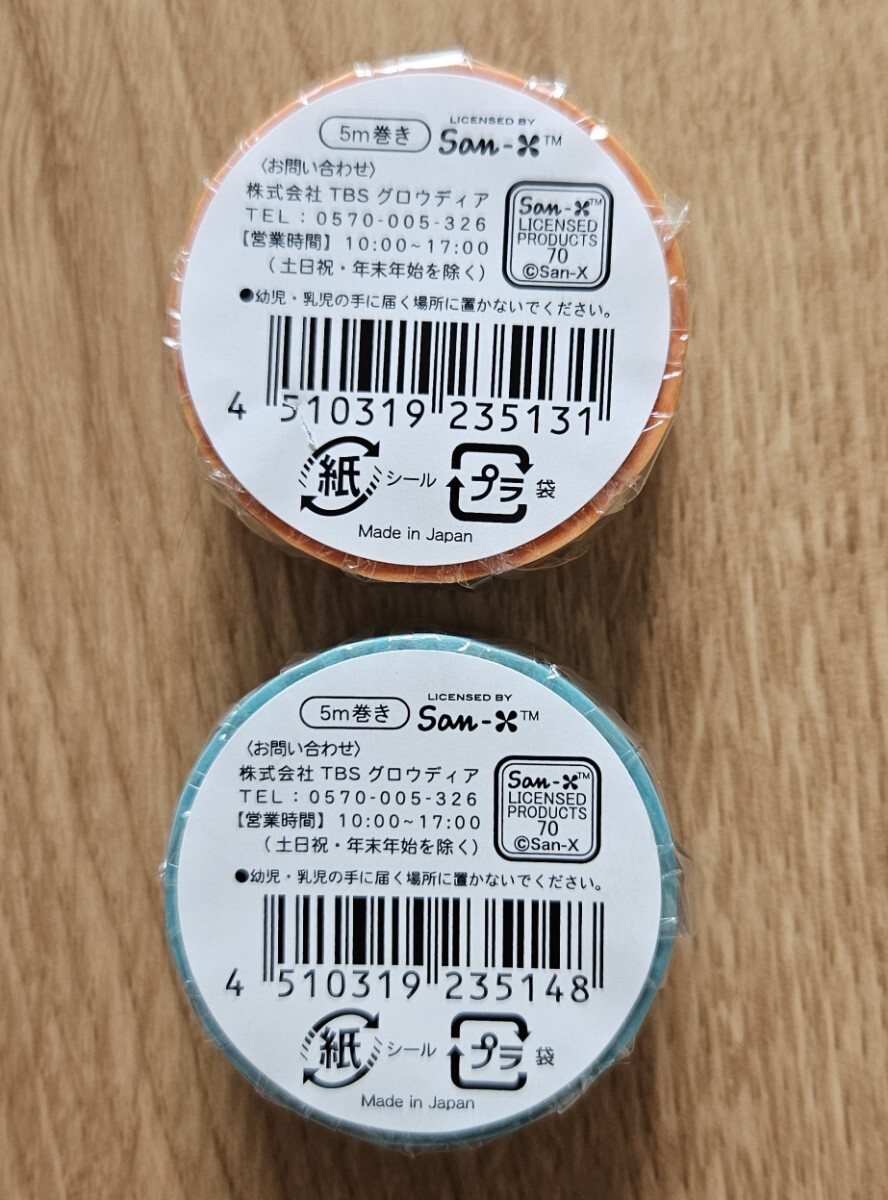 5m巻き LICENSED BY San-X™
〈お問い合わせ〉
株式会社 TBS グロウディア
TEL：0570-005-326
【営業時間】10:00~17:00
（土日祝・年末年始を除く）
San-X™
LICENSED
PRODUCTS
70
©San-X
●幼児・乳児の手に届く場所に置かないでください。
4 510319 235131
紙 シール プラ 袋
Made in Japan
5m巻き LICENSED BY San-X™
〈お問い合わせ〉
株式会社 TBS グロウディア
TEL：0570-005-326
【営業時間】10:00~17:00
（土日祝・年末年始を除く）
San-X™
LICENSED
PRODUCTS
70
©San-X
●幼児・乳児の手に届く場所に置かないでください。
4 510319 235148
紙 シール プラ 袋
Made in Japan